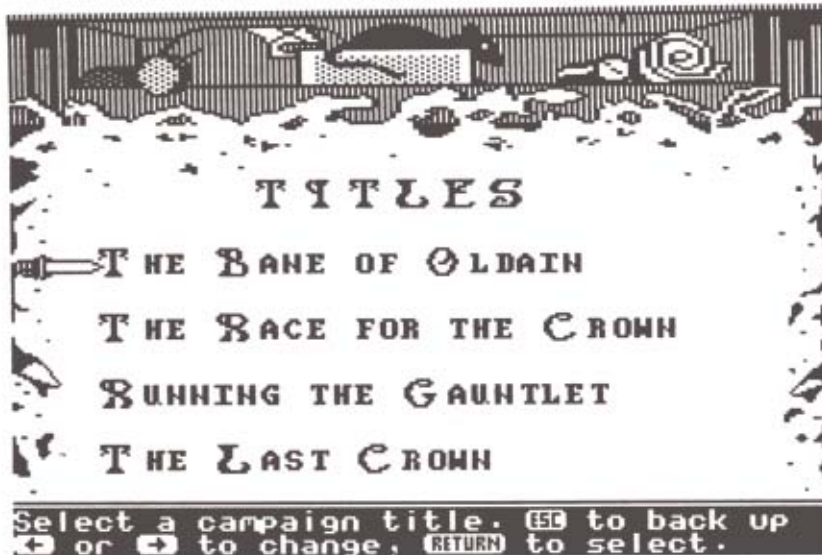 TITLES
THE BANE OF OLDAIN
THE RACE FOR THE CROWN
RUNNING THE GAUNTLET
THE LAST CROWN
Select a campaign title. ESC to back up
← or → to change, RETURN to select.